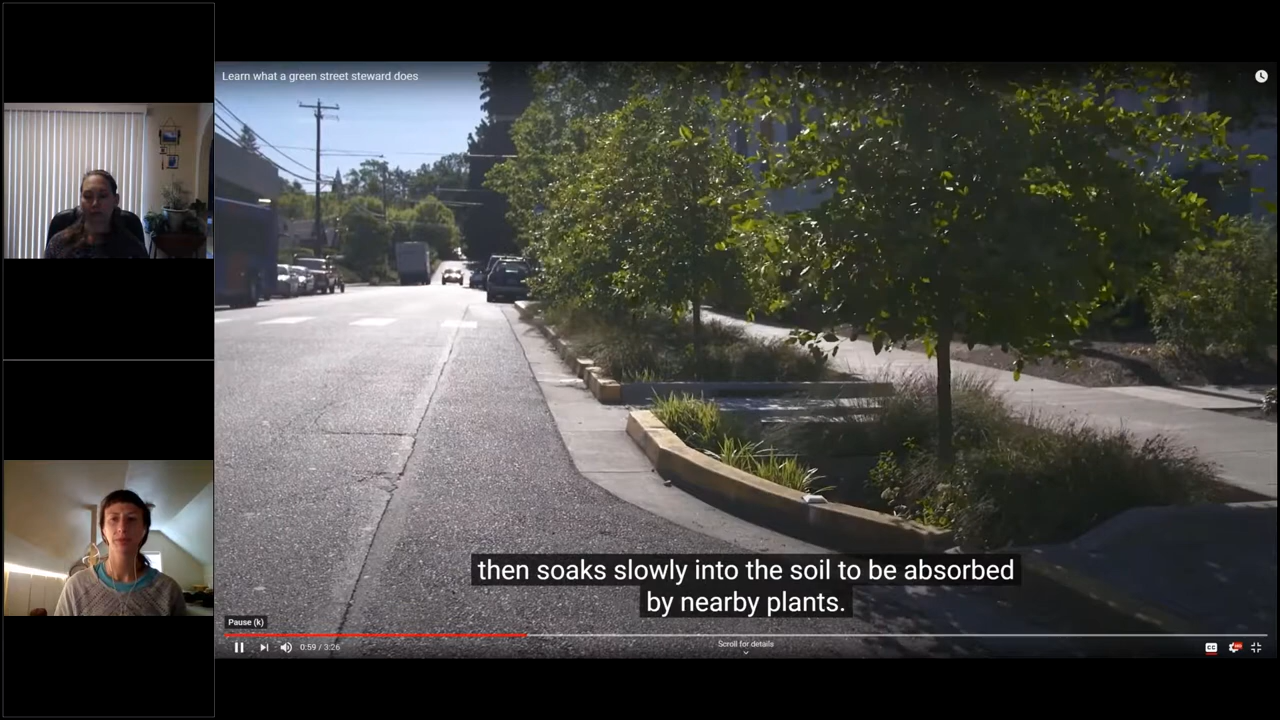 Learn what a green street steward does
then soaks slowly into the soil to be absorbed
by nearby plants.
Pause (k)
0:59 / 3:26
Scroll for details
CC